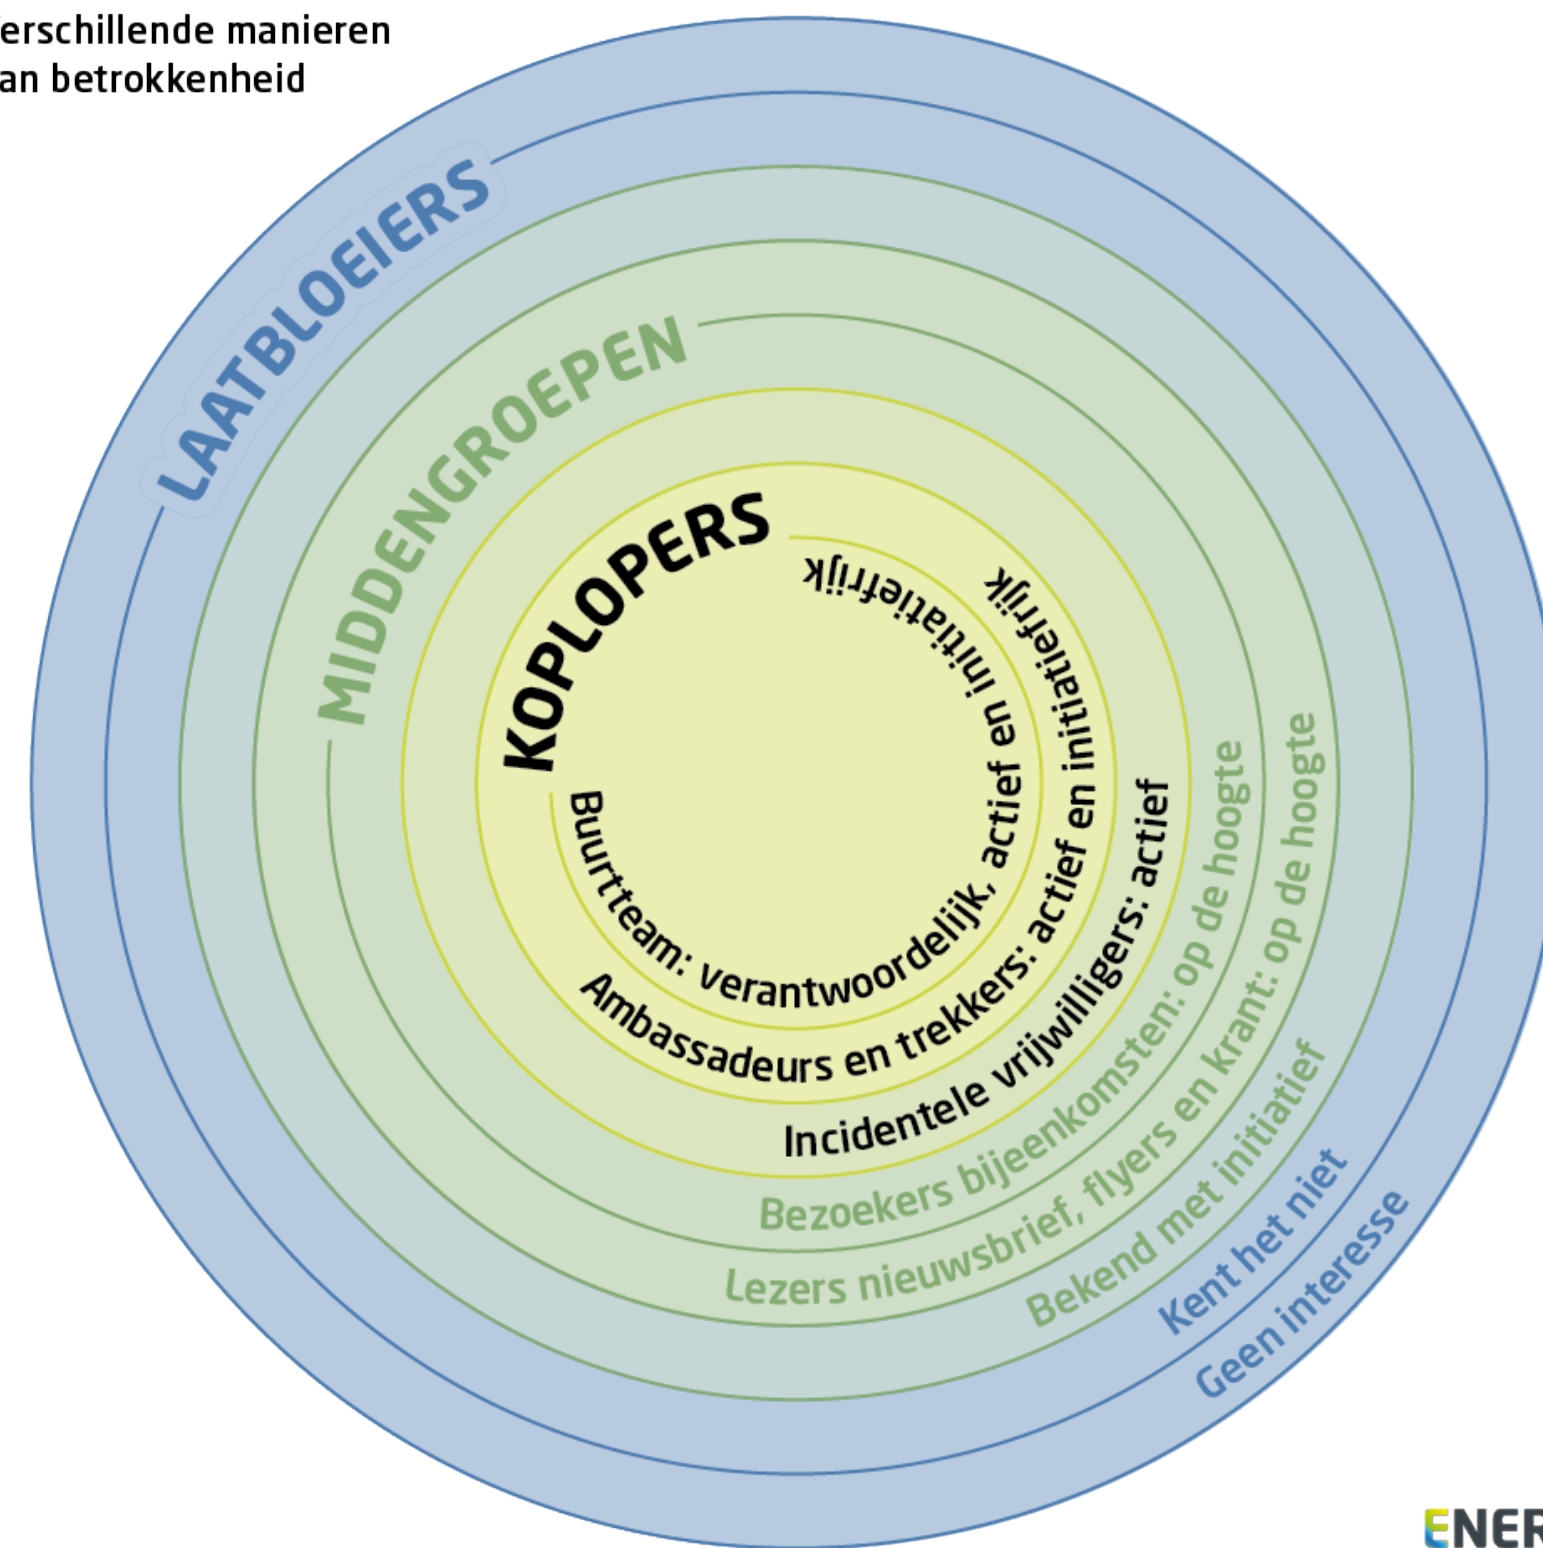 erschillende manieren
an betrokkenheid
LAATBLOEIERS
MIDDENGROEPEN
KOPLOPERS
Buurtteam: verantwoordelijk, actief en initiatiefrijk
Ambassadeurs en trekkers: actief en initiatiefrijk
Incidentele vrijwilligers: actief
Bezoekers bijeenkomsten: op de hoogte
Lezers nieuwsbrief, flyers en krant: op de hoogte
Bekend met initiatief
Kent het niet
Geen interesse
ENER